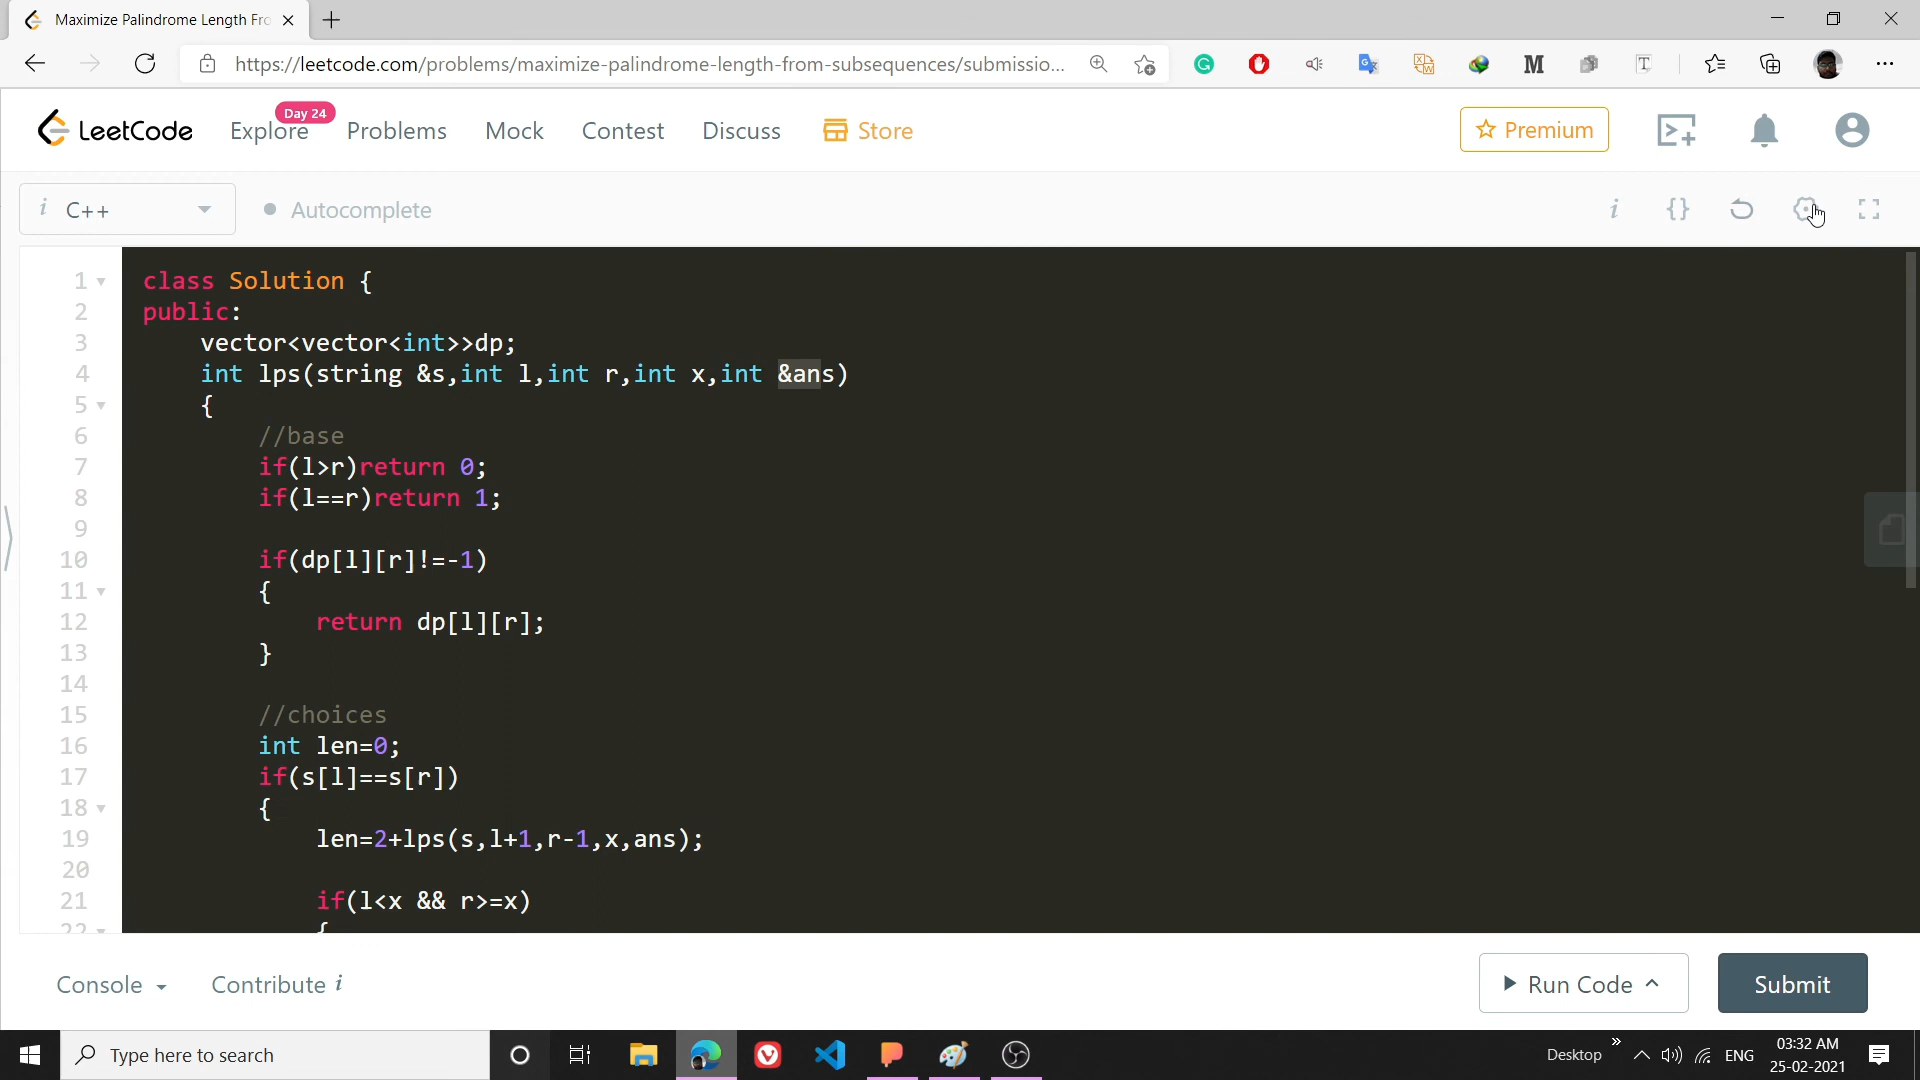 Maximize Palindrome Length Fro
https://leetcode.com/problems/maximize-palindrome-length-from-subsequences/submissio...
LeetCode
Day 24
Explore
Problems
Mock
Contest
Discuss
Store
Premium
i C++
Autocomplete
i {}
1 class Solution {
2 public:
3 vector<vector<int>>dp;
4 int lps(string &s,int l,int r,int x,int &ans)
5 {
6 //base
7 if(l>r)return 0;
8 if(l==r)return 1;
9
10 if(dp[l][r]!=-1)
11 {
12 return dp[l][r];
13 }
14
15 //choices
16 int len=0;
17 if(s[l]==s[r])
18 {
19 len=2+lps(s,l+1,r-1,x,ans);
20
21 if(l<x && r>=x)
22 {
Console
Contribute i
Run Code
Submit
Type here to search
Desktop
ENG
03:32 AM
25-02-2021